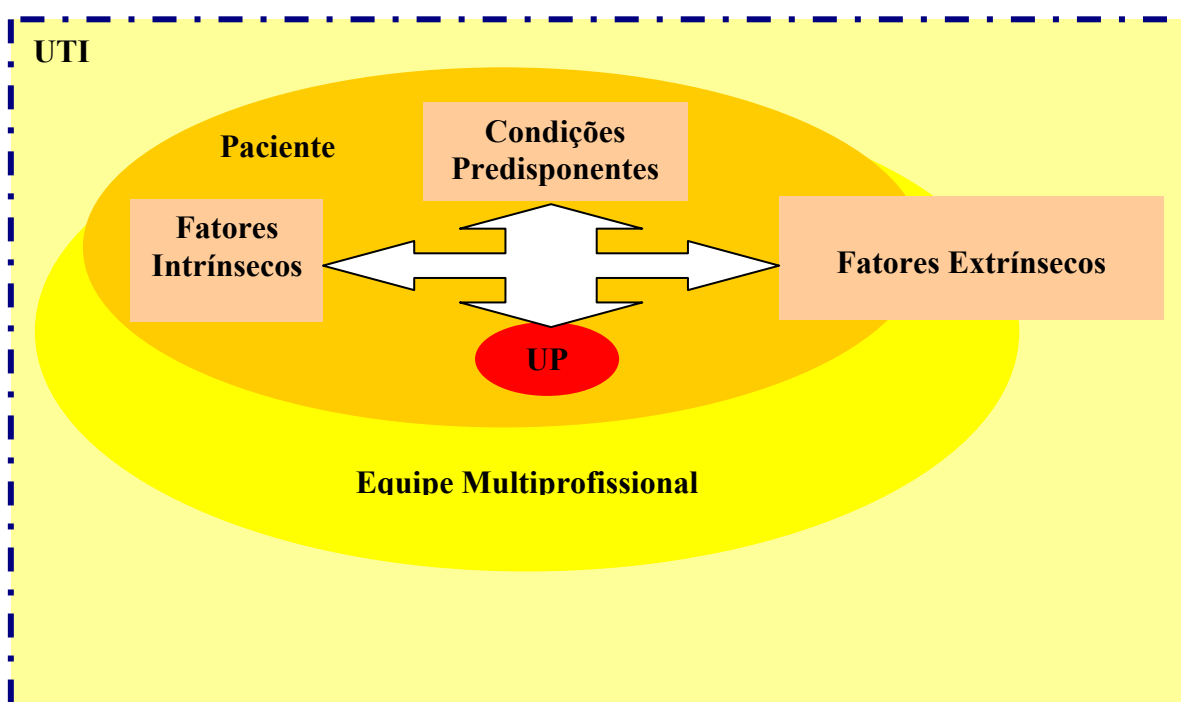 UTI
Paciente
Condições
Predisponentes
Fatores
Intrínsecos
Fatores Extrínsecos
UP
Equipe Multiprofissional